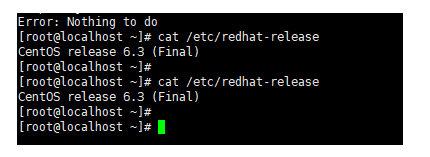 Error: Nothing to do
[root@localhost ~]# cat /etc/redhat-release
CentOS release 6.3 (Final)
[root@localhost ~]#
[root@localhost ~]# cat /etc/redhat-release
CentOS release 6.3 (Final)
[root@localhost ~]#
[root@localhost ~]#